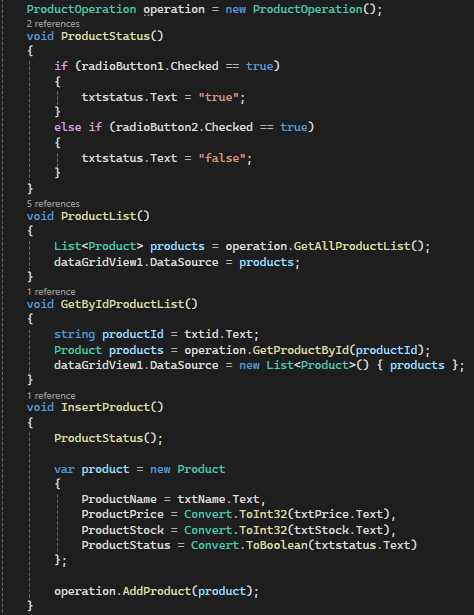 ProductOperation operation = new ProductOperation();
2 references
void ProductStatus()
{
if (radioButton1.Checked == true)
{
txtstatus.Text = "true";
}
else if (radioButton2.Checked == true)
{
txtstatus.Text = "false";
}
}
5 references
void ProductList()
{
List<Product> products = operation.GetAllProductList();
dataGridView1.DataSource = products;
}
1 reference
void GetByIdProductList()
{
string productId = txtid.Text;
Product products = operation.GetProductById(productId);
dataGridView1.DataSource = new List<Product>() { products };
}
1 reference
void InsertProduct()
{
ProductStatus();
var product = new Product
{
ProductName = txtName.Text,
ProductPrice = Convert.ToInt32(txtPrice.Text),
ProductStock = Convert.ToInt32(txtStock.Text),
ProductStatus = Convert.ToBoolean(txtstatus.Text)
};
operation.AddProduct(product);
}